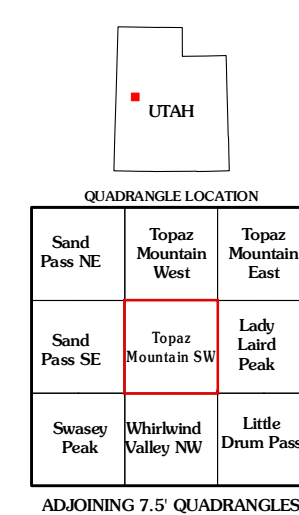 UTAH
QUADRANGLE LOCATION
Sand
Pass NE
Topaz
Mountain
West
Topaz
Mountain
East
Sand
Pass SE
Topaz
Mountain SW
Lady
Laird
Peak
Swasey
Peak
Whirlwind
Valley NW
Little
Drum Pass
ADJOINING 7.5' QUADRANGLES